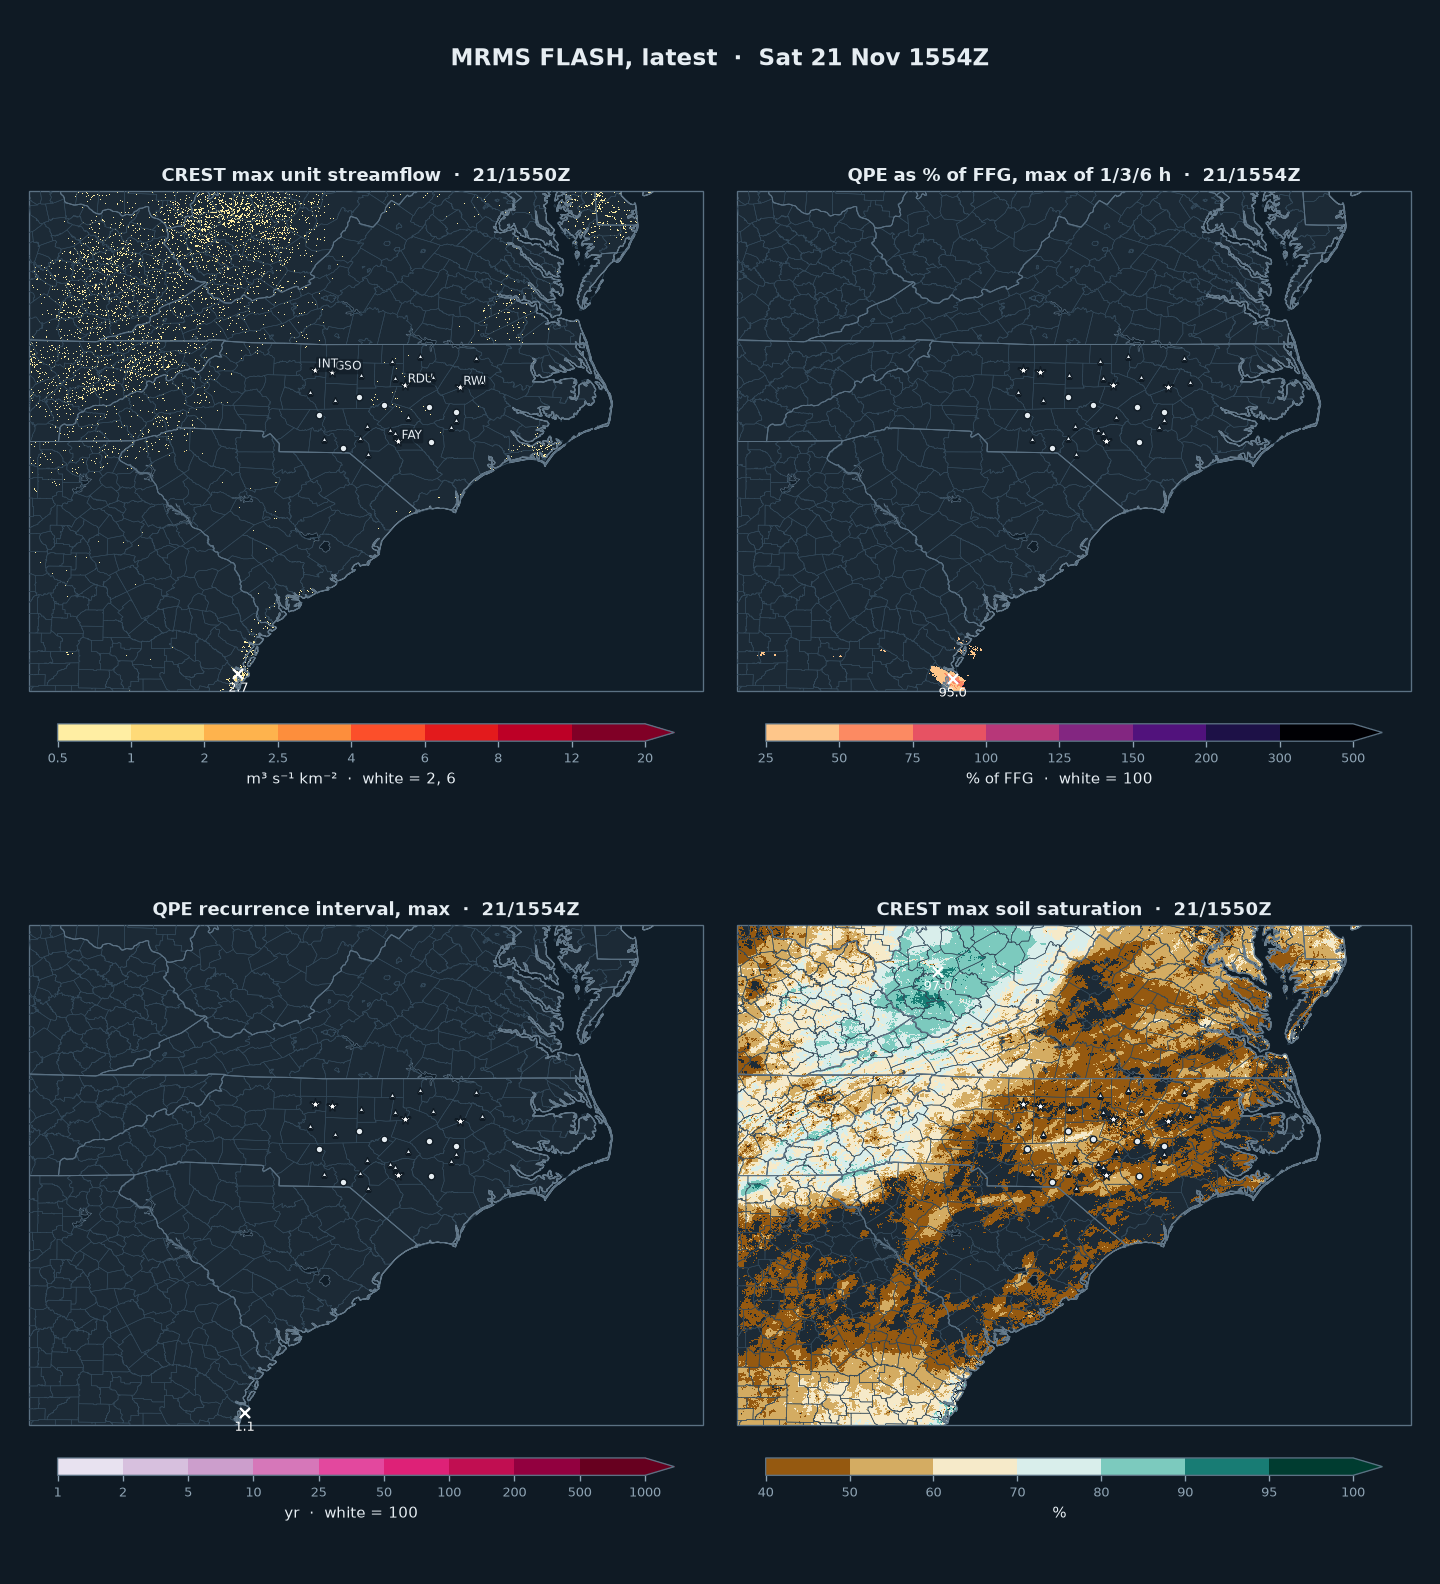 MRMS FLASH, latest  ·  Sat 21 Nov 1554Z
CREST max unit streamflow  ·  21/1550Z
QPE as % of FFG, max of 1/3/6 h  ·  21/1554Z
INT
GSO
RDU
RWI
FAY
2.7
95.0
0.5 1 2 2.5 4 6 8 12 20
m³ s⁻¹ km⁻²  ·  white = 2, 6
25 50 75 100 125 150 200 300 500
% of FFG  ·  white = 100
QPE recurrence interval, max  ·  21/1554Z
CREST max soil saturation  ·  21/1550Z
97.0
1.1
1 2 5 10 25 50 100 200 500 1000
yr  ·  white = 100
40 50 60 70 80 90 95 100
%